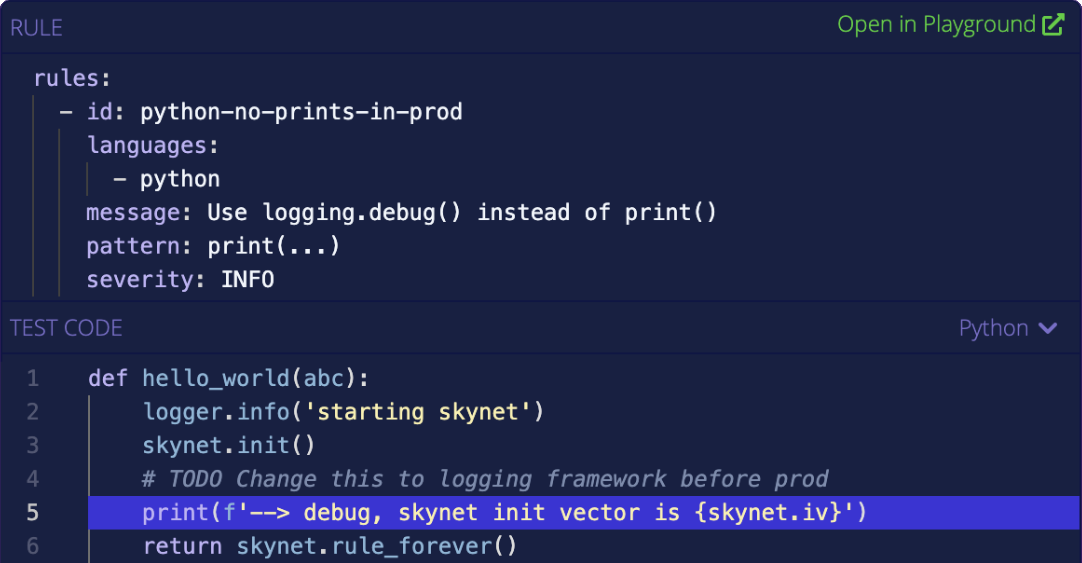 RULE
Open in Playground
rules:
- id: python-no-prints-in-prod
languages:
- python
message: Use logging.debug() instead of print()
pattern: print(...)
severity: INFO
TEST CODE
Python
1 def hello_world(abc):
2 logger.info('starting skynet')
3 skynet.init()
4 # TODO Change this to logging framework before prod
5 print(f'--> debug, skynet init vector is {skynet.iv}')
6 return skynet.rule_forever()